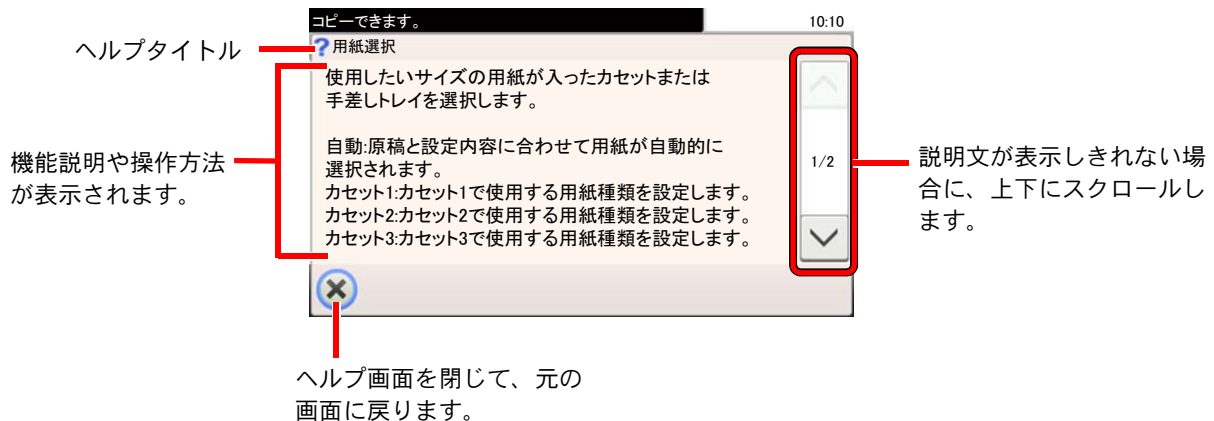 コピーできます。
10:10
ヘルプタイトル
?用紙選択
使用したいサイズの用紙が入ったカセットまたは
手差しトレイを選択します。
自動:原稿と設定内容に合わせて用紙が自動的に
選択されます。
カセット1:カセット1で使用する用紙種類を設定します。
カセット2:カセット2で使用する用紙種類を設定します。
カセット3:カセット3で使用する用紙種類を設定します。
1/2
機能説明や操作方法
が表示されます。
説明文が表示しきれない場
合に、上下にスクロールし
ます。
ヘルプ画面を閉じて、元の
画面に戻ります。